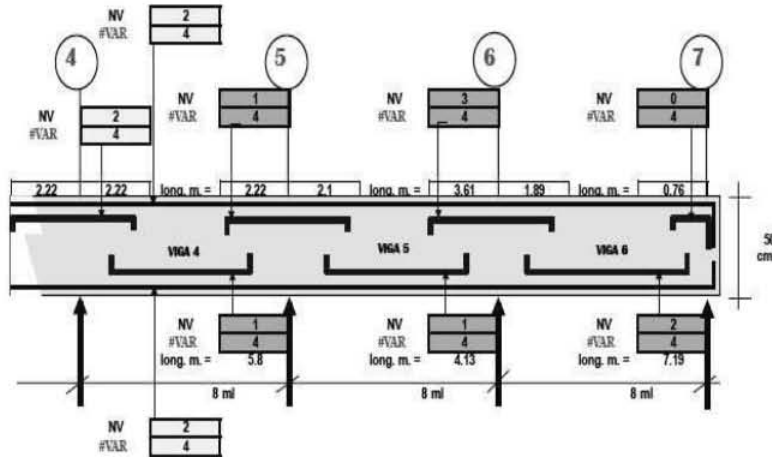 NV 2
#VAR 4
4 5 6 7
NV 2
#VAR 4
NV 1
#VAR 4
NV 3
#VAR 4
NV 0
#VAR 4
2.22 2.22 long. m. = 2.22 2.1 long. m. = 3.61 1.89 long. m. = 0.76
VIGA 4 VIGA 5 VIGA 6
cm
NV 1
#VAR 4
long. m. = 5.8
NV 1
#VAR 4
long. m. = 4.13
NV 2
#VAR 4
long. m. = 7.19
8 ml 8 ml 8 ml
NV 2
#VAR 4